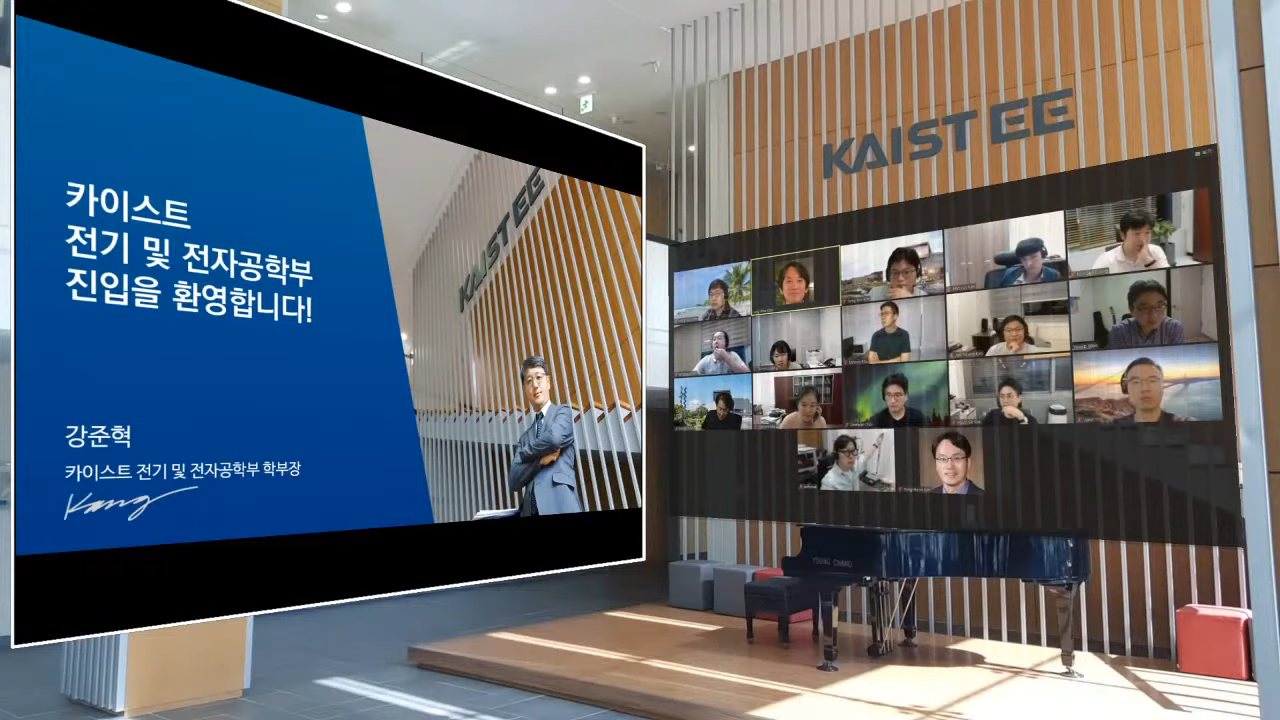 카이스트
전기 및 전자공학부
진입을 환영합니다!
강준혁
카이스트 전기 및 전자공학부 학부장
Kang
KAIST EE
KAIST EE
YOUNG CHANG